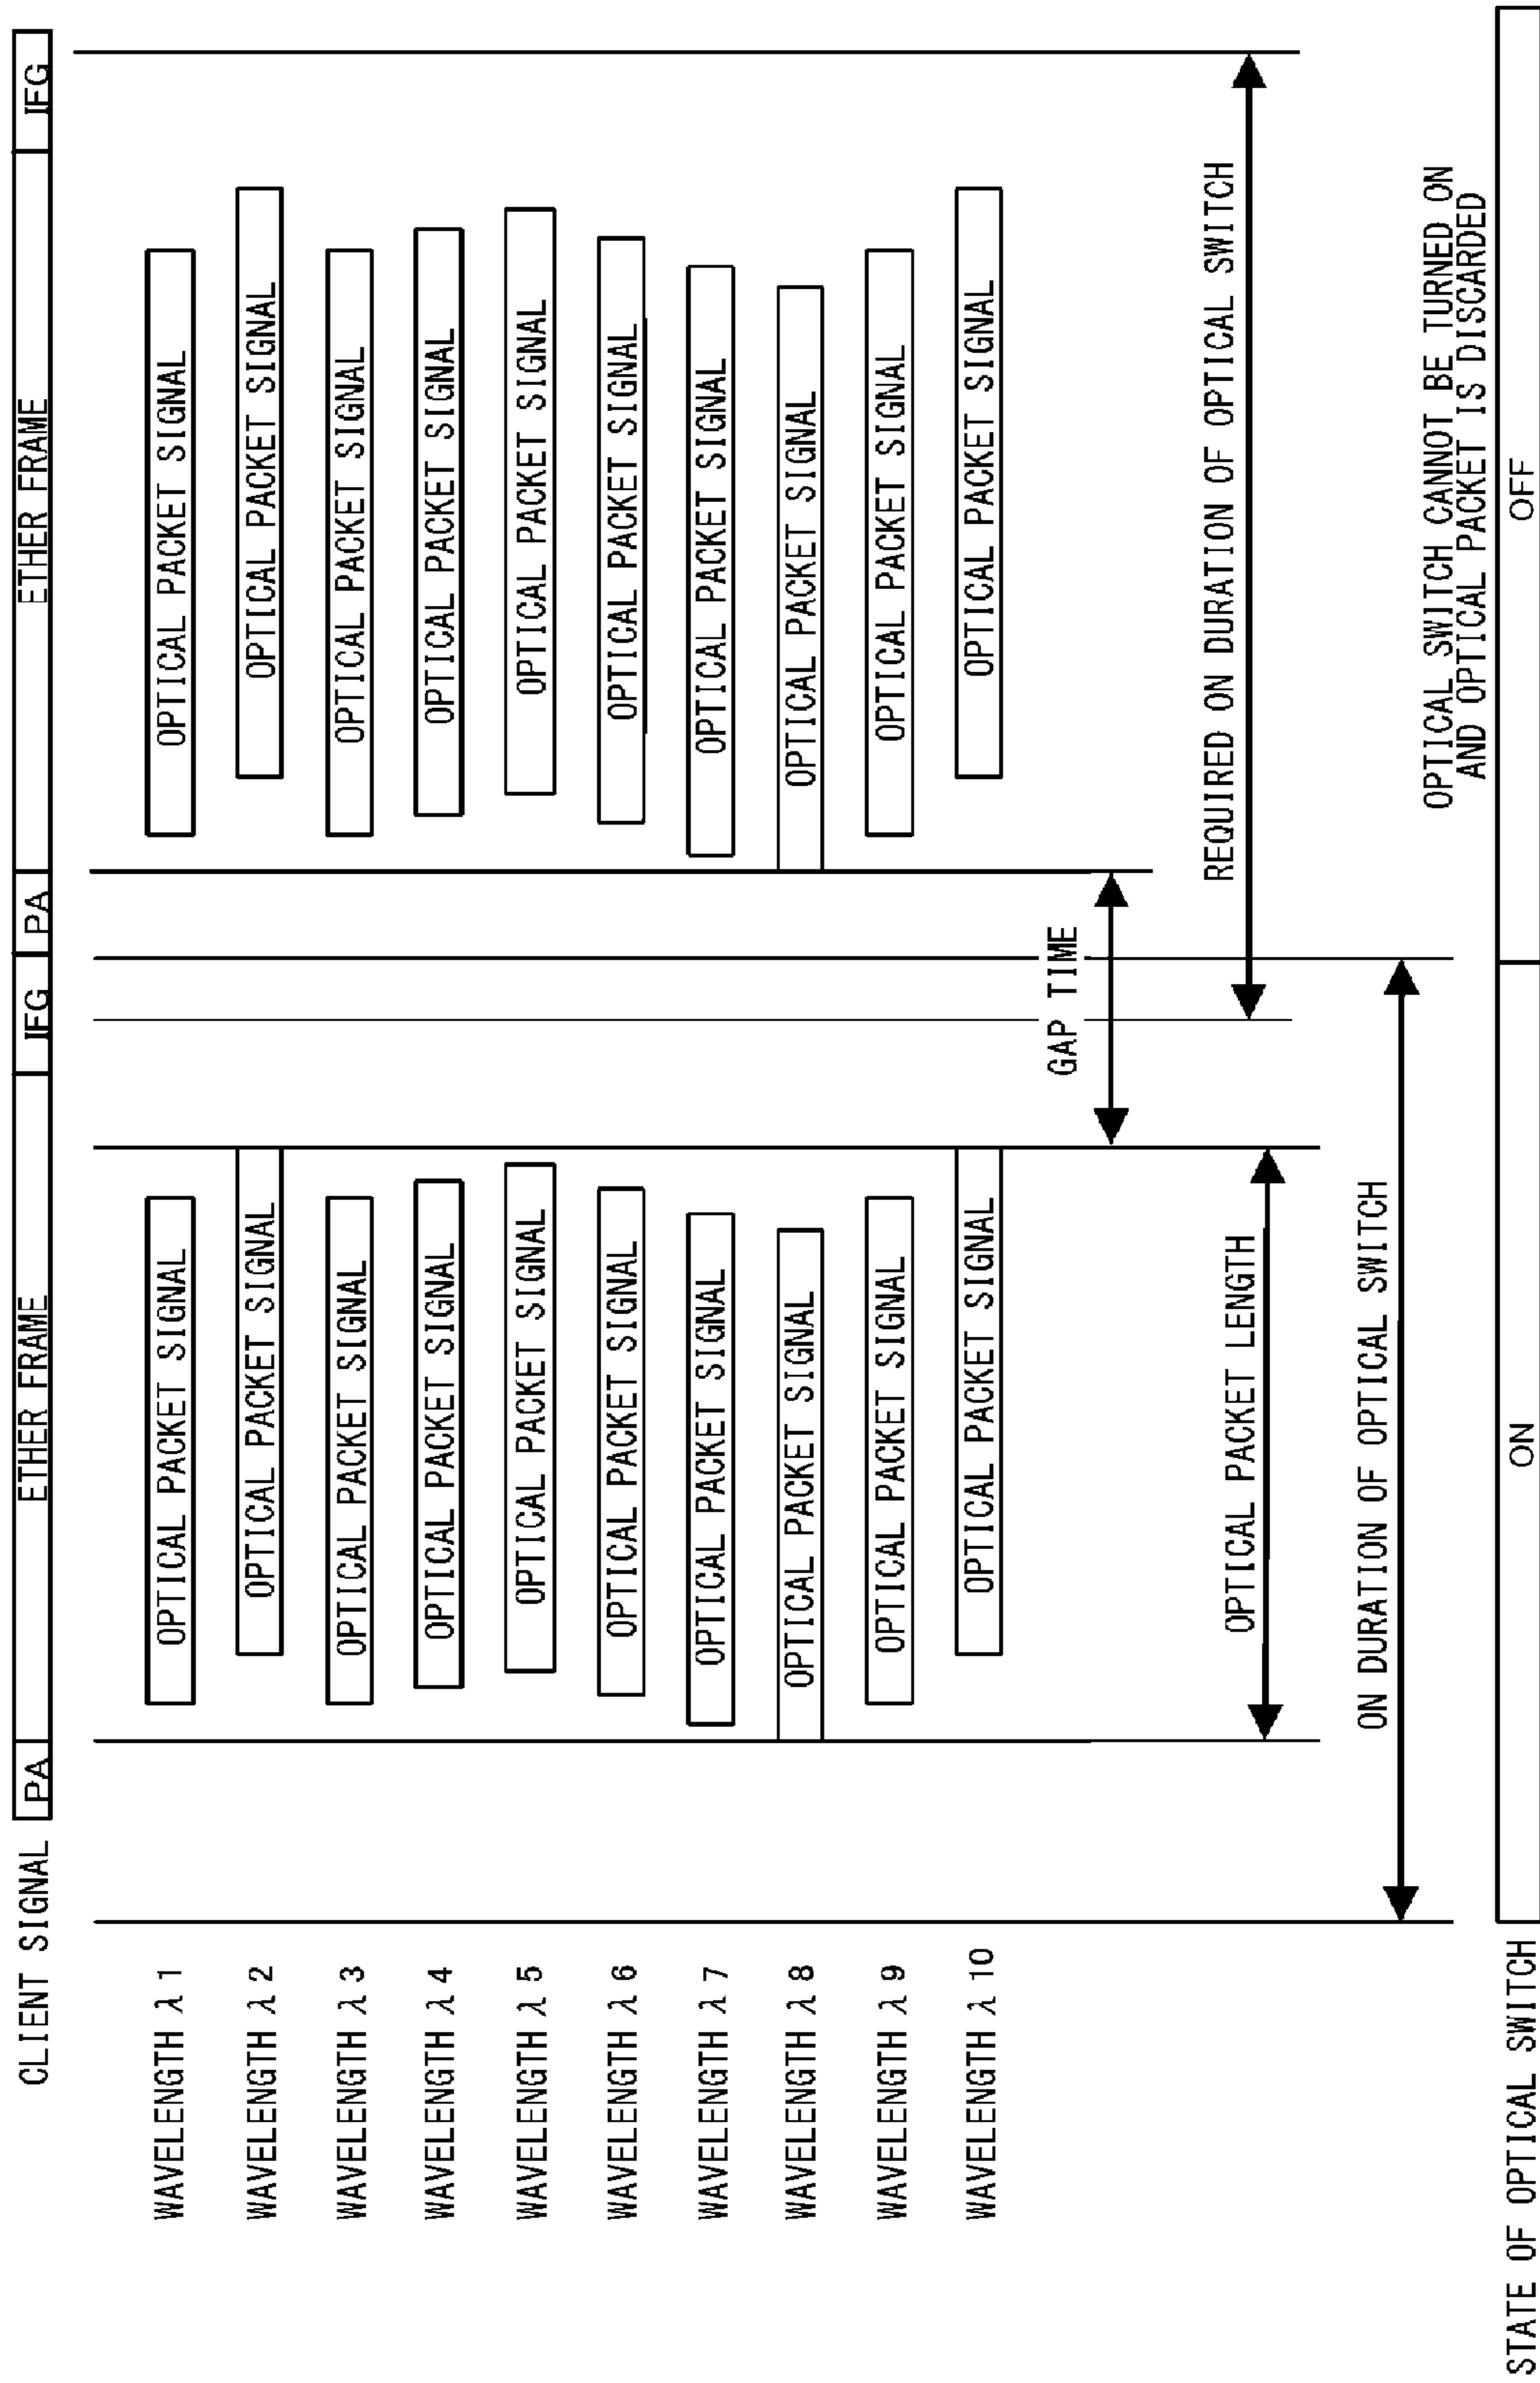 CLIENT SIGNAL
PA
ETHER FRAME
IFG
PA
ETHER FRAME
IFG
WAVELENGTH λ 1
OPTICAL PACKET SIGNAL
OPTICAL PACKET SIGNAL
WAVELENGTH λ 2
OPTICAL PACKET SIGNAL
OPTICAL PACKET SIGNAL
WAVELENGTH λ 3
OPTICAL PACKET SIGNAL
OPTICAL PACKET SIGNAL
WAVELENGTH λ 4
OPTICAL PACKET SIGNAL
OPTICAL PACKET SIGNAL
WAVELENGTH λ 5
OPTICAL PACKET SIGNAL
OPTICAL PACKET SIGNAL
WAVELENGTH λ 6
OPTICAL PACKET SIGNAL
OPTICAL PACKET SIGNAL
WAVELENGTH λ 7
OPTICAL PACKET SIGNAL
OPTICAL PACKET SIGNAL
WAVELENGTH λ 8
OPTICAL PACKET SIGNAL
OPTICAL PACKET SIGNAL
WAVELENGTH λ 9
OPTICAL PACKET SIGNAL
OPTICAL PACKET SIGNAL
WAVELENGTH λ 10
OPTICAL PACKET SIGNAL
OPTICAL PACKET SIGNAL
GAP TIME
OPTICAL PACKET LENGTH
REQUIRED ON DURATION OF OPTICAL SWITCH
ON DURATION OF OPTICAL SWITCH
OPTICAL SWITCH CANNOT BE TURNED ON
AND OPTICAL PACKET IS DISCARDED
STATE OF OPTICAL SWITCH
ON
OFF